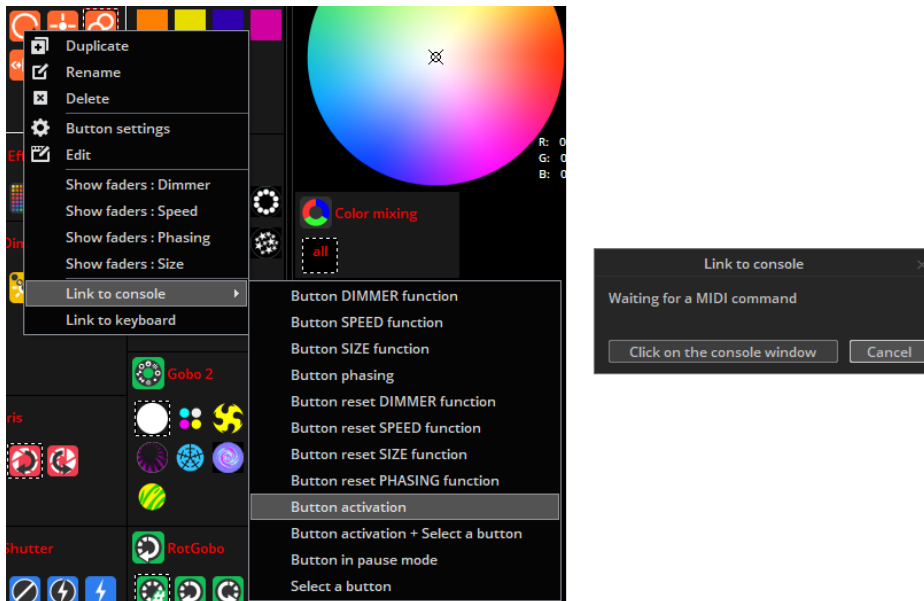 Duplicate
Rename
Delete
Button settings
Edit
Show faders : Dimmer
Show faders : Speed
Show faders : Phasing
Show faders : Size
Link to console
Link to keyboard
R: 0
G: 0
B: 0
Color mixing
all
Button DIMMER function
Button SPEED function
Button SIZE function
Button phasing
Button reset DIMMER function
Button reset SPEED function
Button reset SIZE function
Button reset PHASING function
Button activation
Button activation + Select a button
Button in pause mode
Select a button
Gobo 2
ris
Shutter
RotGobo
Link to console
Waiting for a MIDI command
Click on the console window
Cancel